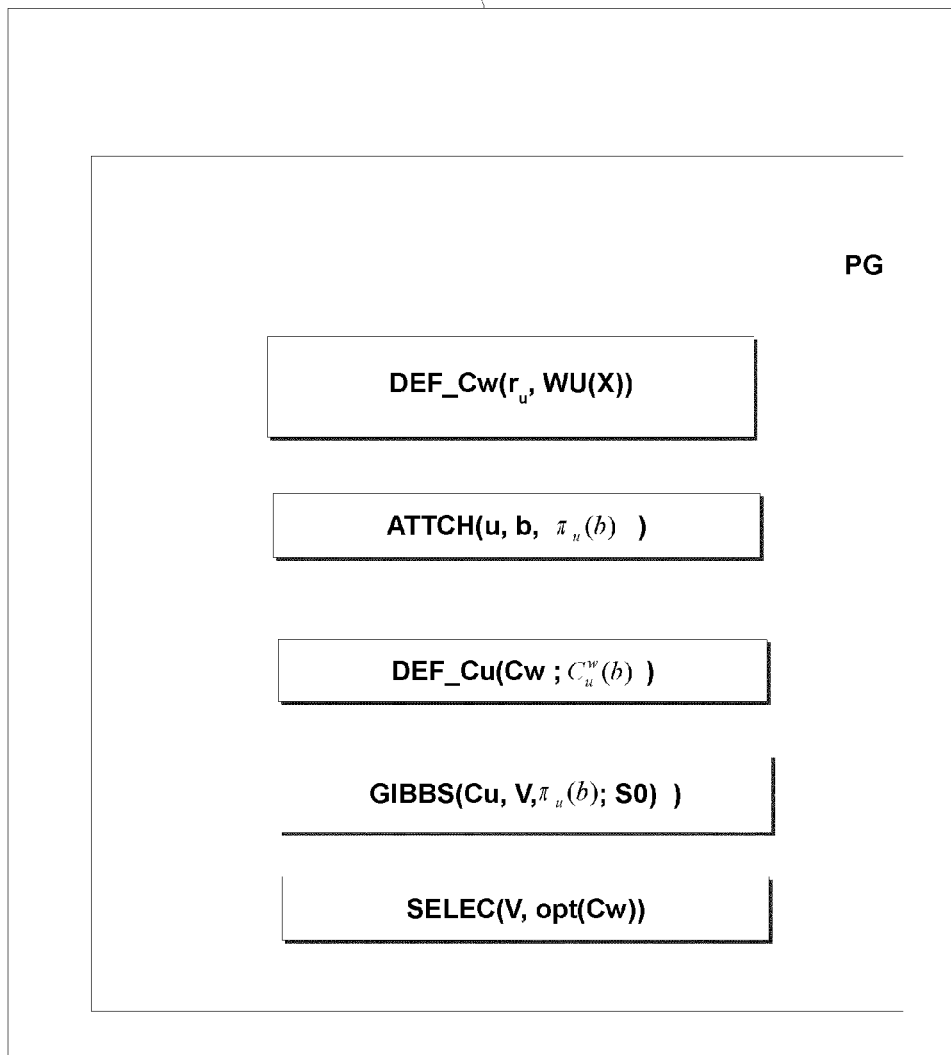 PG
DEF_Cw(r_u, WU(X))
ATTCH(u, b, π_u(b) )
DEF_Cu(Cw ; C_u^w(b) )
GIBBS(Cu, V,π_u(b); S0) )
SELEC(V, opt(Cw))